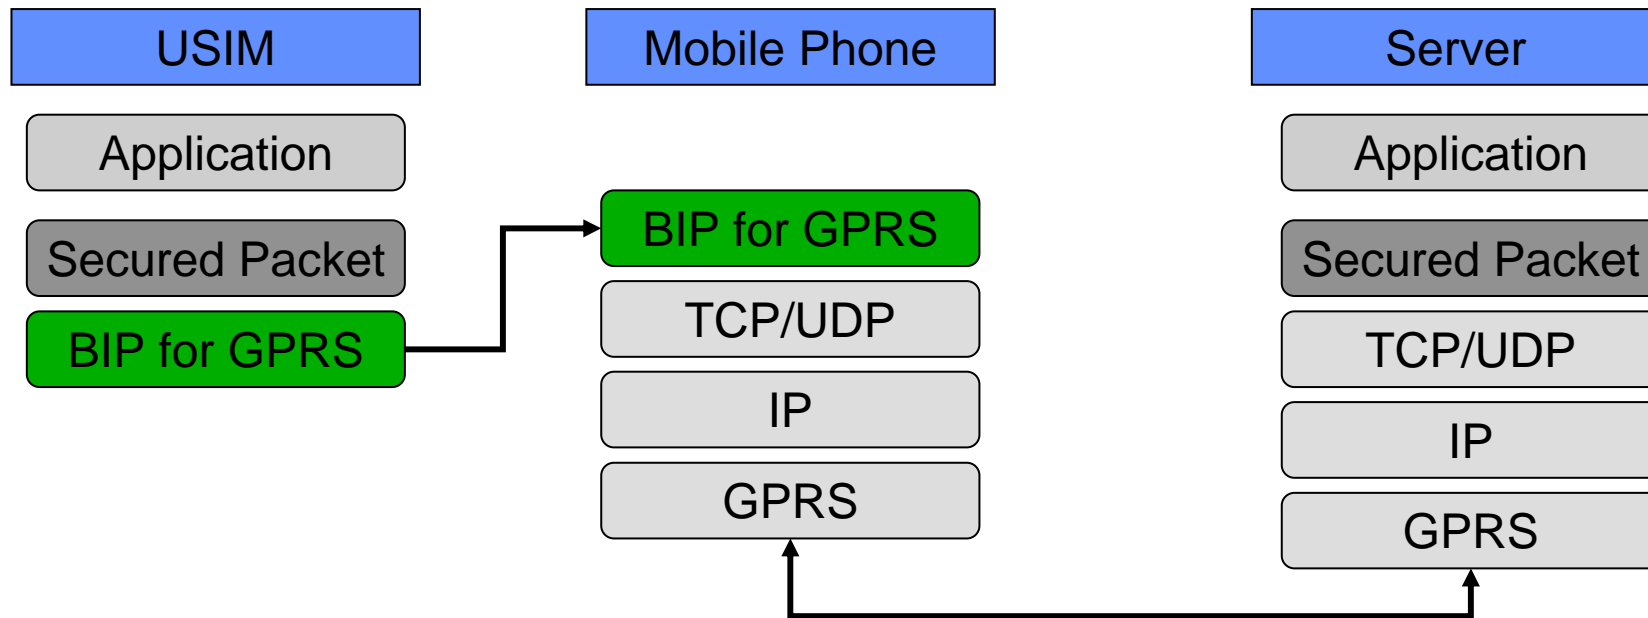 USIM
Mobile Phone
Server
Application
Secured Packet
BIP for GPRS
BIP for GPRS
TCP/UDP
IP
GPRS
Application
Secured Packet
TCP/UDP
IP
GPRS